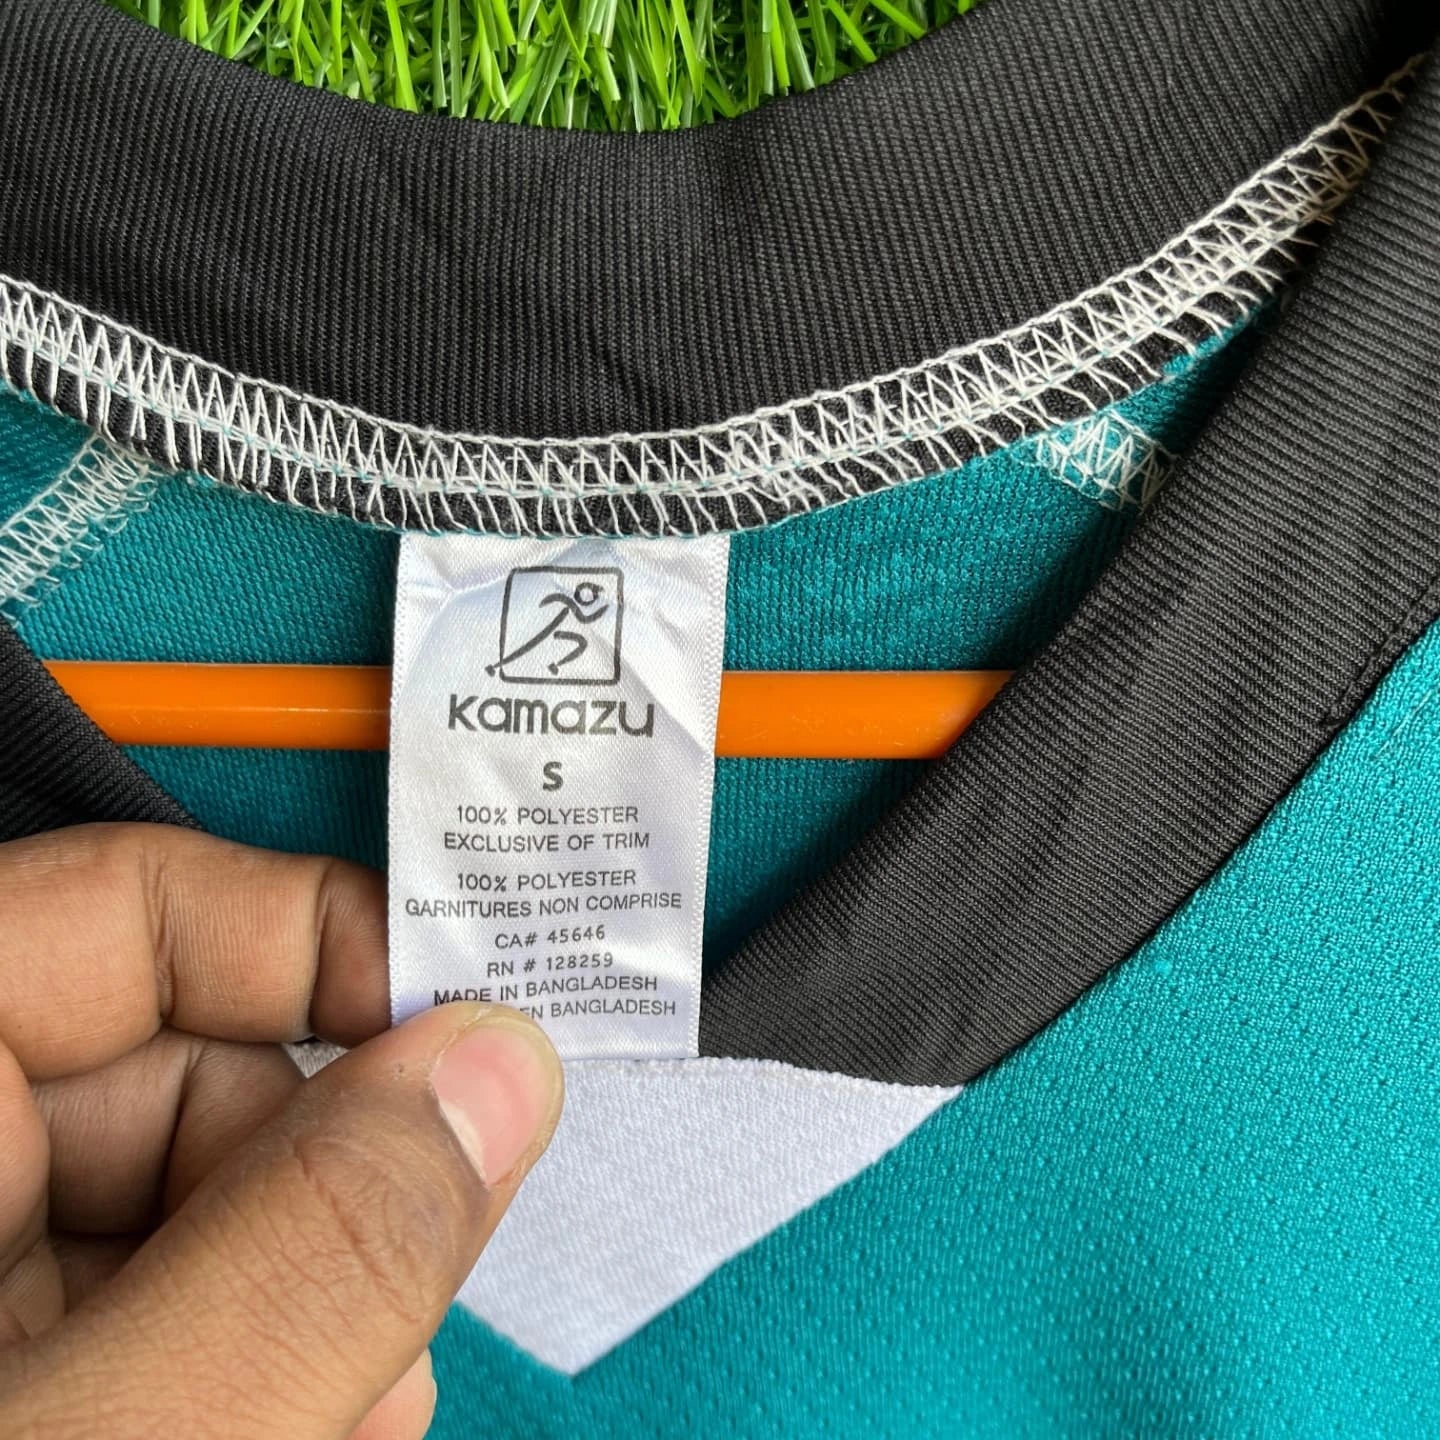 Kamazu
S
100% POLYESTER
EXCLUSIVE OF TRIM
100% POLYESTER
GARNITURES NON COMPRISE
CA# 45646
RN # 128259
MADE IN BANGLADESH
EN BANGLADESH